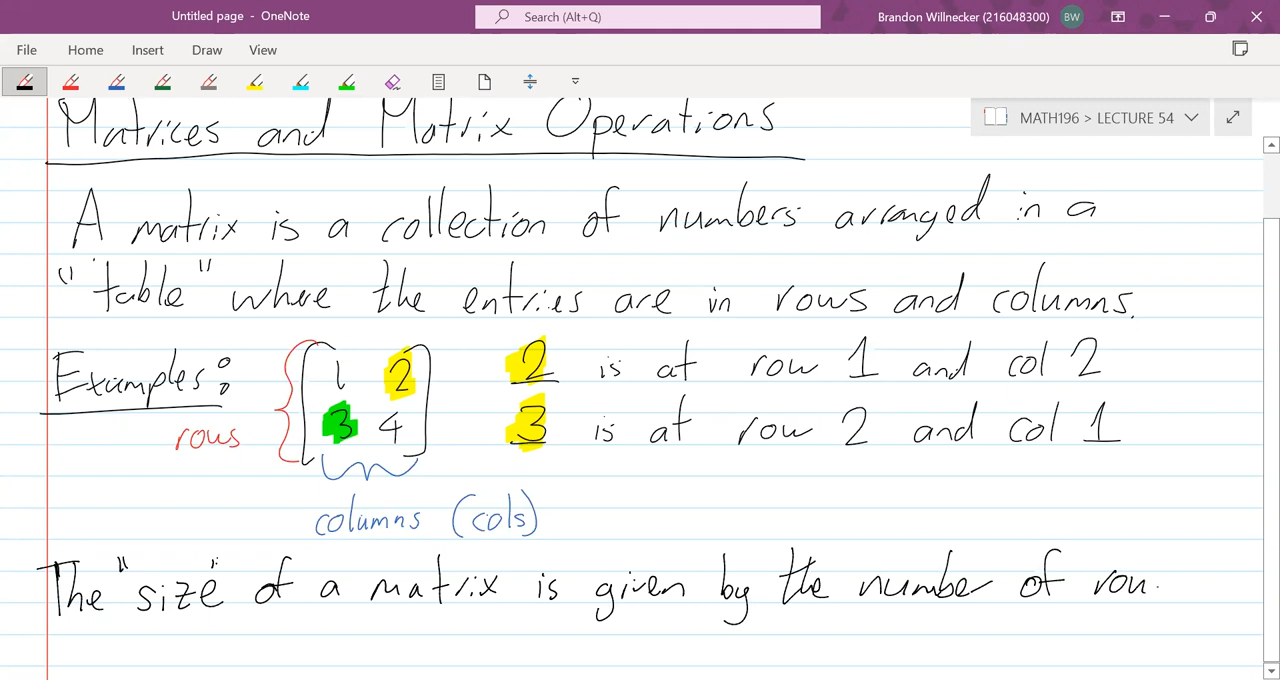 Untitled page - OneNote
Search (Alt+Q)
Brandon Willnecker (216048300)
BW
File Home Insert Draw View
MATH196 > LECTURE 54
Matrices and Matrix Operations
A matrix is a collection of numbers arranged in a
"table" where the entries are in rows and columns.
Examples:
1 2
3 4
rows
columns (cols)
2 is at row 1 and col 2
3 is at row 2 and col 1
The "size" of a matrix is given by the number of